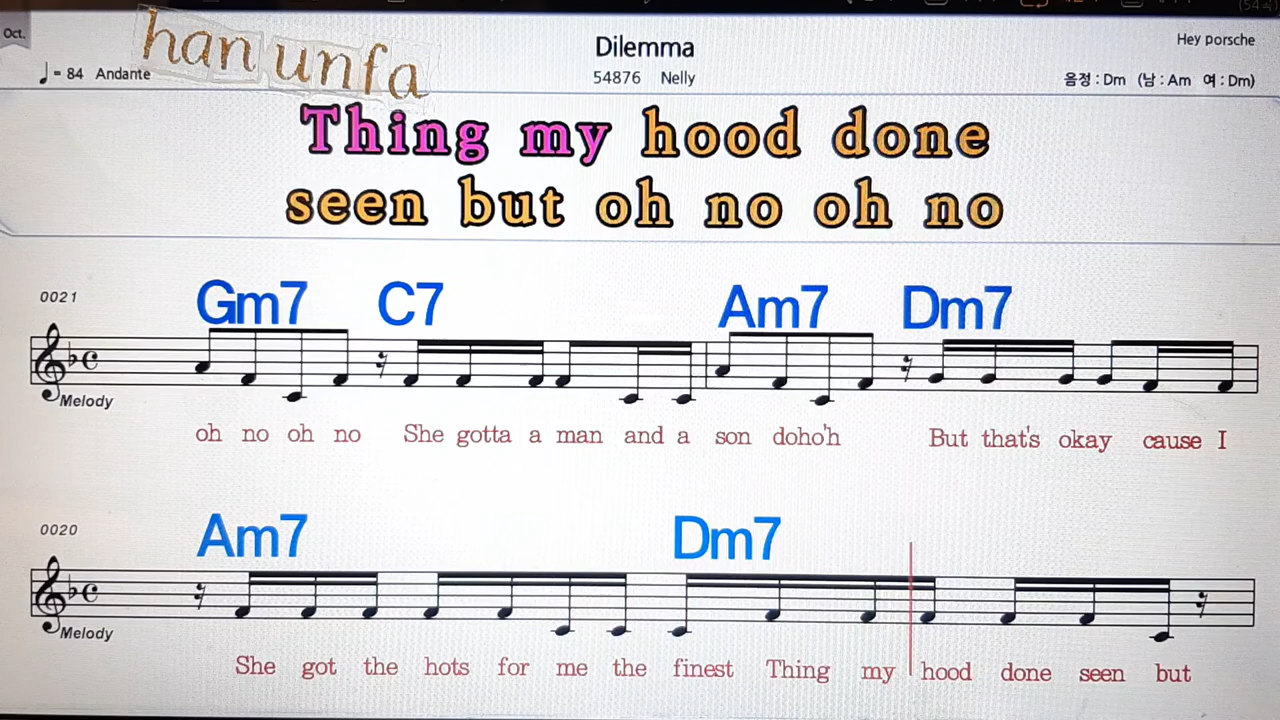 Oct.
han unfa
Dilemma
Hey porsche
= 84 Andante
54876 Nelly
음정 : Dm (남 : Am 여 : Dm)
Thing my hood done
seen but oh no oh no
0021
Gm7 C7 Am7 Dm7
Melody
oh no oh no She gotta a man and a son doho'h But that's okay cause I
0020
Am7 Dm7
Melody
She got the hots for me the finest Thing my hood done seen but